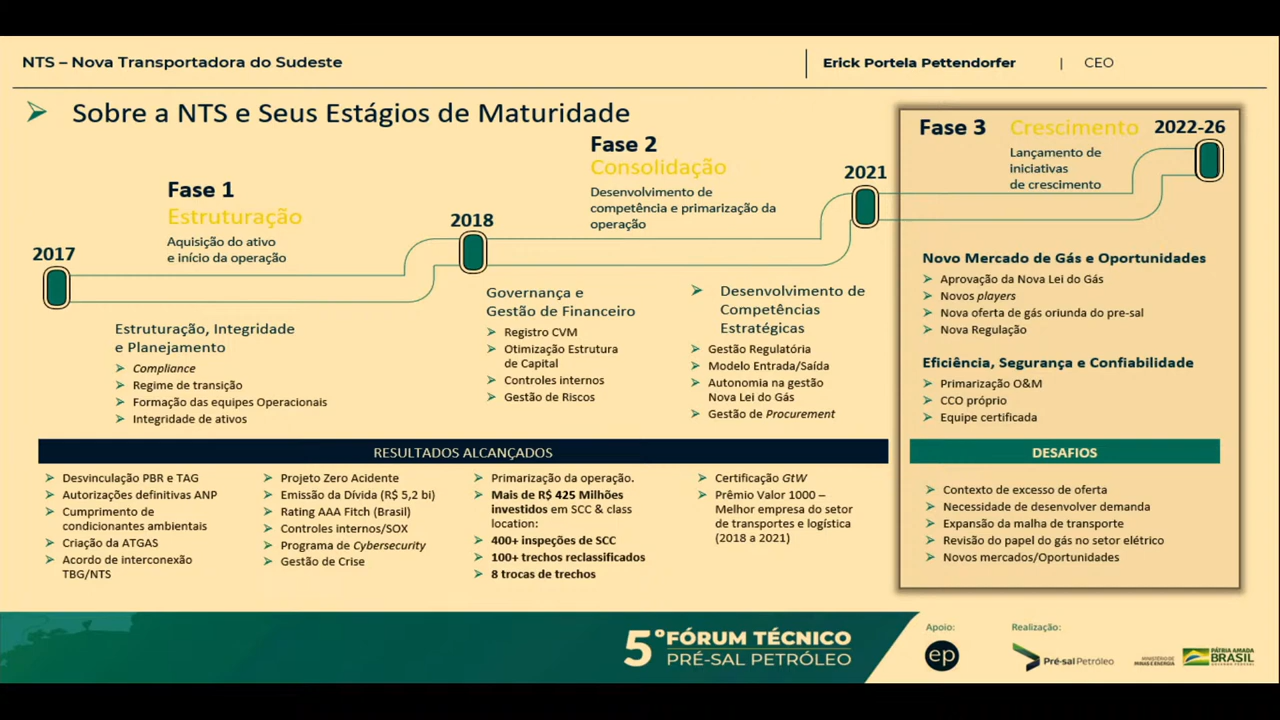 NTS – Nova Transportadora do Sudeste
Erick Portela Pettendorfer | CEO
Sobre a NTS e Seus Estágios de Maturidade
2017
Fase 1
Estruturação
Aquisição do ativo
e início da operação
2018
Fase 2
Consolidação
Desenvolvimento de
competência e primarização da
operação
2021
Fase 3
Crescimento
2022-26
Lançamento de
iniciativas
de crescimento
Estruturação, Integridade
e Planejamento
Compliance
Regime de transição
Formação das equipes Operacionais
Integridade de ativos
Governança e
Gestão de Financeiro
Registro CVM
Otimização Estrutura
de Capital
Controles internos
Gestão de Riscos
Desenvolvimento de
Competências
Estratégicas
Gestão Regulatória
Modelo Entrada/Saída
Autonomia na gestão
Nova Lei do Gás
Gestão de Procurement
Novo Mercado de Gás e Oportunidades
Aprovação da Nova Lei do Gás
Novos players
Nova oferta de gás oriunda do pre-sal
Nova Regulação
Eficiência, Segurança e Confiabilidade
Primarização O&M
CCO próprio
Equipe certificada
RESULTADOS ALCANÇADOS
Desvinculação PBR e TAG
Autorizações definitivas ANP
Cumprimento de
condicionantes ambientais
Criação da ATGAS
Acordo de interconexão
TBG/NTS
Projeto Zero Acidente
Emissão da Dívida (R$ 5,2 bi)
Rating AAA Fitch (Brasil)
Controles internos/SOX
Programa de Cybersecurity
Gestão de Crise
Primarização da operação.
Mais de R$ 425 Milhões
investidos em SCC & class
location:
400+ inspeções de SCC
100+ trechos reclassificados
8 trocas de trechos
Certificação GtW
Prêmio Valor 1000 –
Melhor empresa do setor
de transportes e logística
(2018 a 2021)
DESAFIOS
Contexto de excesso de oferta
Necessidade de desenvolver demanda
Expansão da malha de transporte
Revisão do papel do gás no setor elétrico
Novos mercados/Oportunidades
5º FÓRUM TÉCNICO
PRÉ-SAL PETRÓLEO
Apoio:
ep
Realização:
Pré-sal Petróleo
MINISTÉRIO DE
MINAS E ENERGIA
PÁTRIA AMADA
BRASIL
GOVERNO FEDERAL